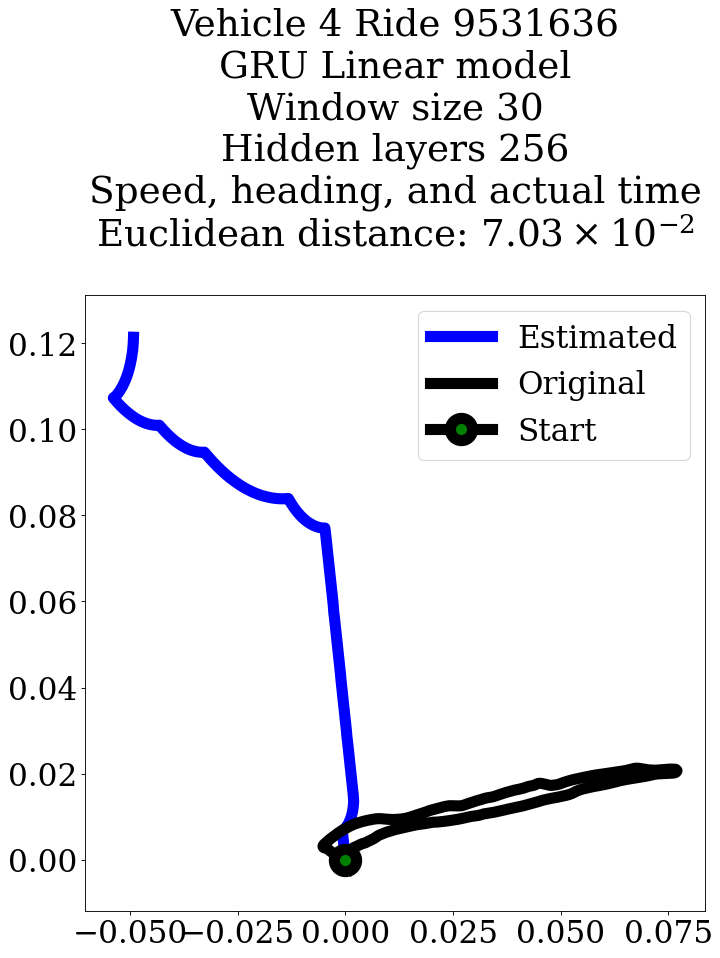 Vehicle 4 Ride 9531636
GRU Linear model
Window size 30
Hidden layers 256
Speed, heading, and actual time
Euclidean distance: $7.03 \times 10^{-2}$
Estimated
Original
Start
0.12
0.10
0.08
0.06
0.04
0.02
0.00
−0.050 −0.025 0.000 0.025 0.050 0.075